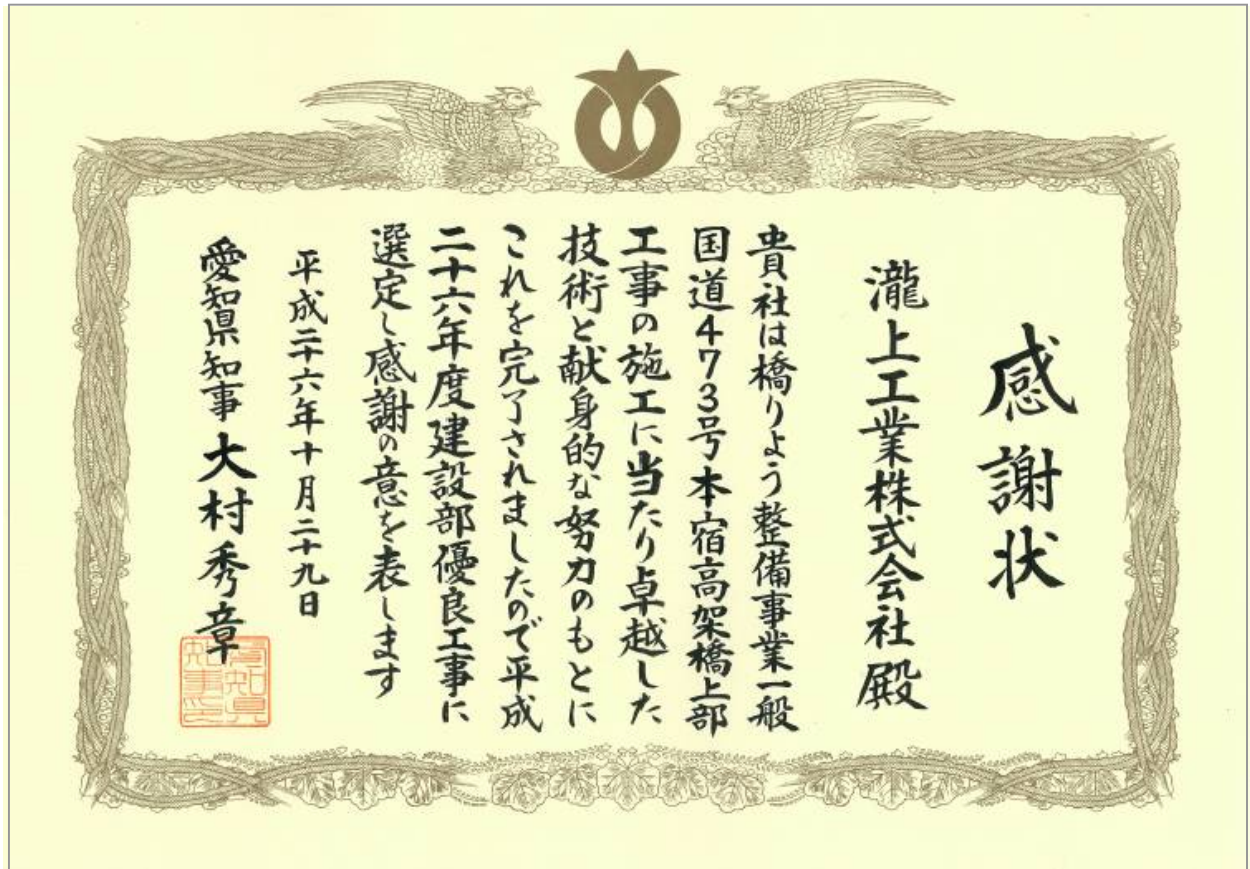 感謝状
瀧上工業株式会社殿
貴社は橋りよう整備事業一般
国道473号本宿高架橋上部
工事の施工に当たり卓越した
技術と献身的な努力のもとに
これを完了されましたので平成
二十六年度建設部優良工事に
選定し感謝の意を表します
平成二十六年十月二十九日
愛知県知事大村秀章
愛知県
知事印